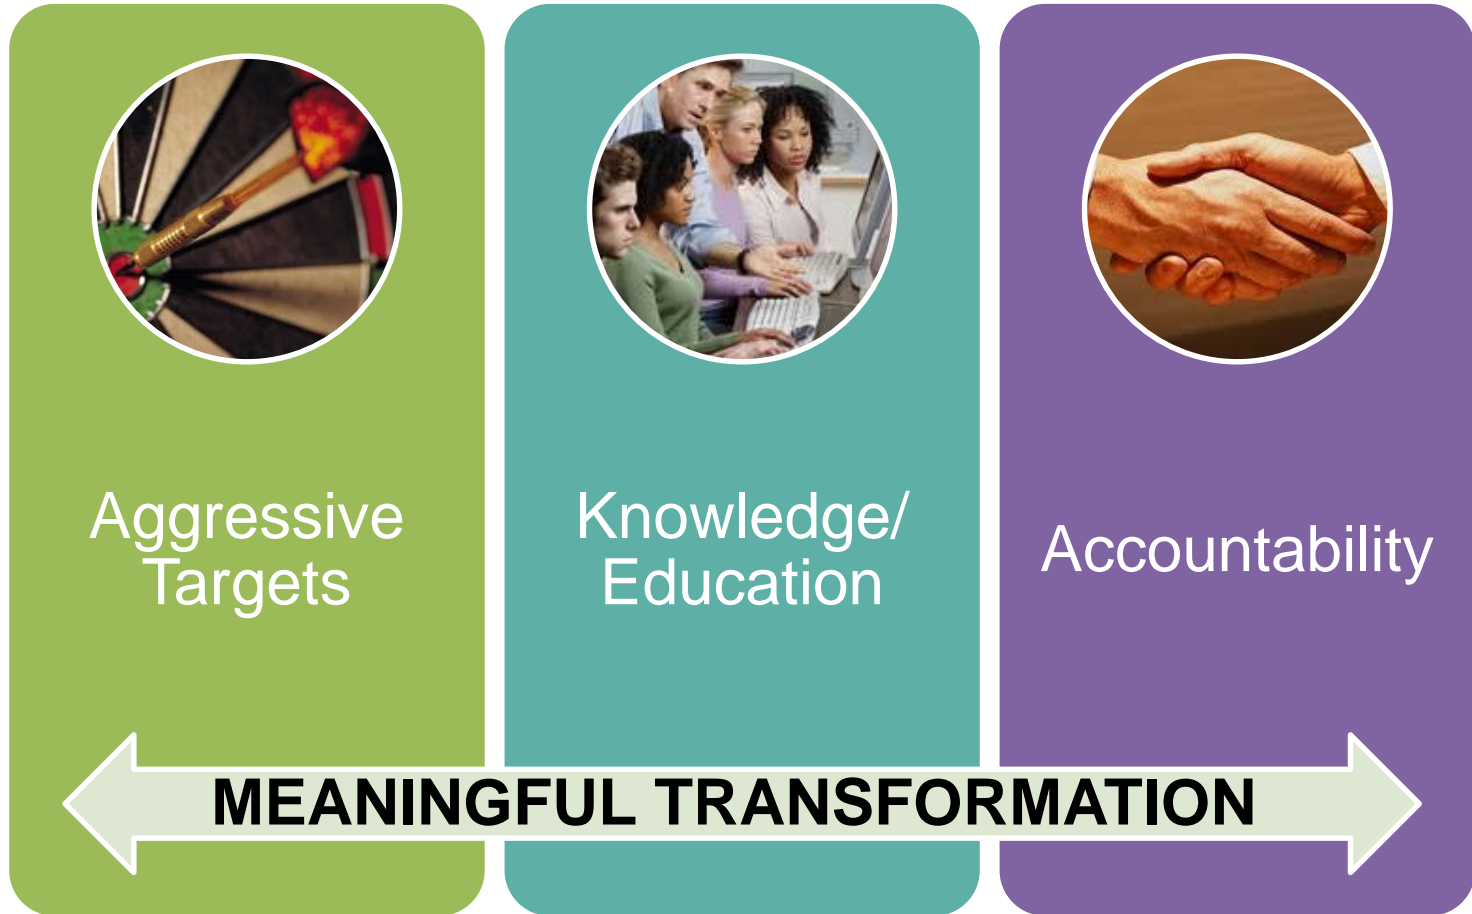 Aggressive
Targets
Knowledge/
Education
Accountability
MEANINGFUL TRANSFORMATION